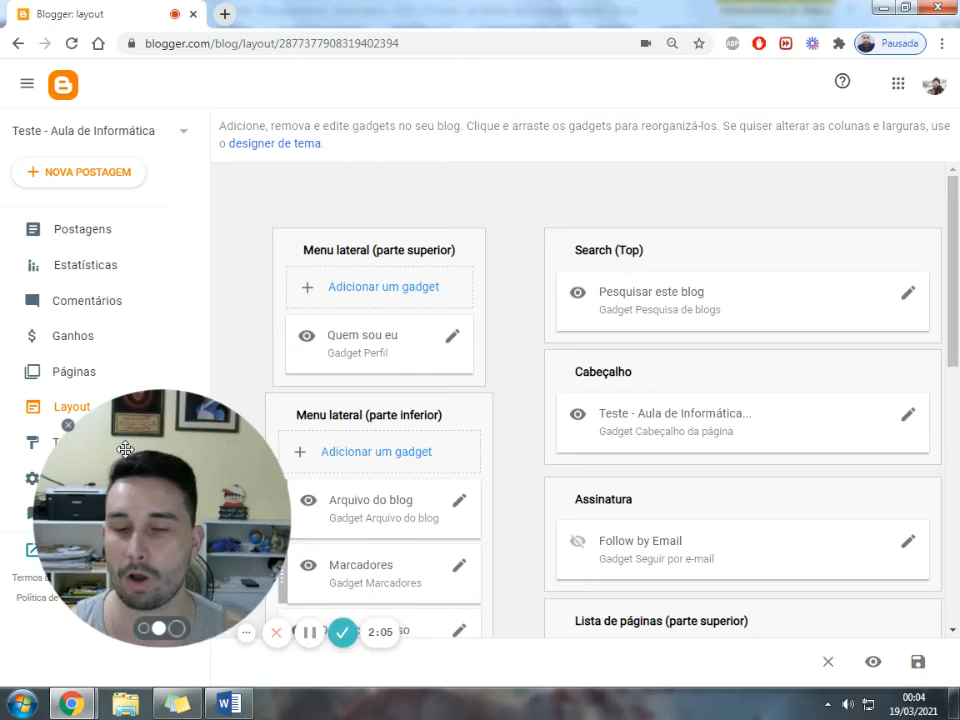 Blogger: layout
blogger.com/blog/layout/2877377908319402394
ABP
Pausada
Teste - Aula de Informática
NOVA POSTAGEM
Postagens
Estatísticas
Comentários
Ganhos
Páginas
Layout
Termos
Política de
Adicione, remova e edite gadgets no seu blog. Clique e arraste os gadgets para reorganizá-los. Se quiser alterar as colunas e larguras, use
o designer de tema.
Menu lateral (parte superior)
Adicionar um gadget
Quem sou eu
Gadget Perfil
Menu lateral (parte inferior)
Adicionar um gadget
Arquivo do blog
Gadget Arquivo do blog
Marcadores
Gadget Marcadores
Search (Top)
Pesquisar este blog
Gadget Pesquisa de blogs
Cabeçalho
Teste - Aula de Informática...
Gadget Cabeçalho da página
Assinatura
Follow by Email
Gadget Seguir por e-mail
Lista de páginas (parte superior)
2:05
00:04
19/03/2021